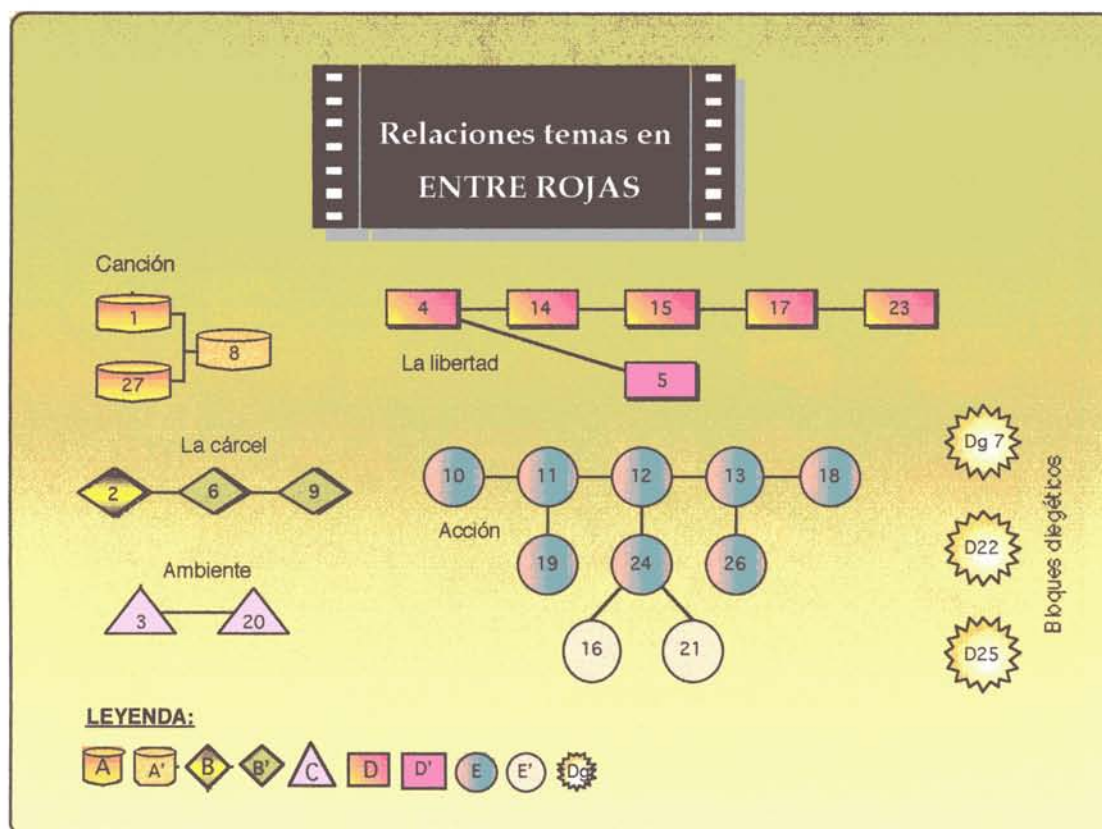 Relaciones temas en
ENTRE ROJAS
Canción
1
8
27
4 14 15 17 23
La libertad
5
La cárcel
2 6 9
Ambiente
3 20
10 11 12 13 18
Acción
19 24 26
16 21
Dg 7
D22
D25
Bloques diegéticos
LEYENDA:
A A' B B' C D D' E E' Dg